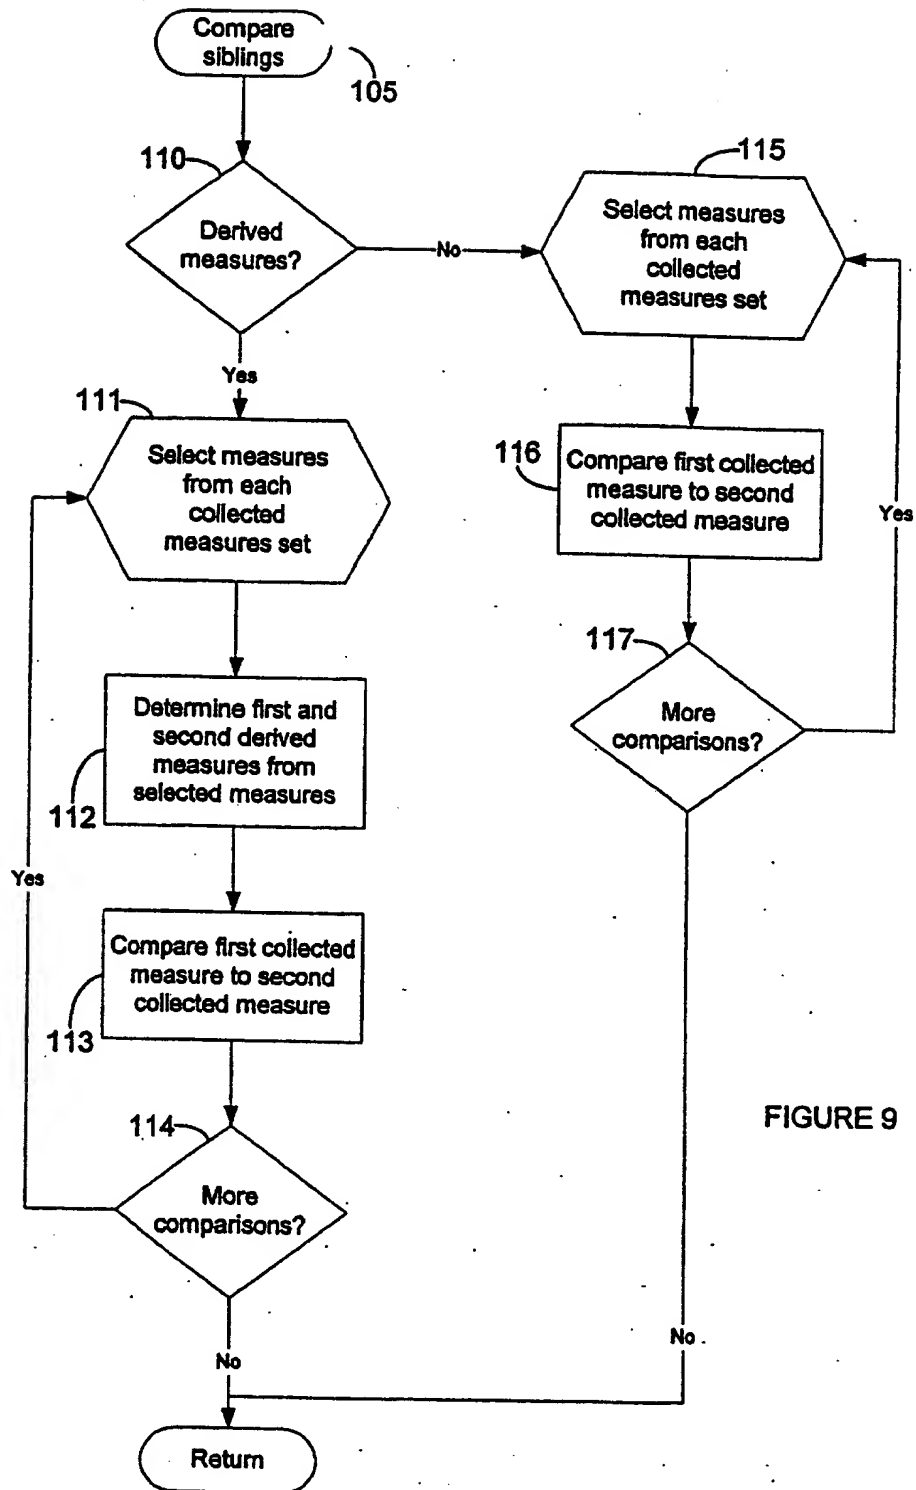 Compare
siblings
105
110
Derived
measures?
No
115
Select measures
from each
collected
measures set
Yes
111
Select measures
from each
collected
measures set
116
Compare first collected
measure to second
collected measure
Yes
117
More
comparisons?
Determine first and
second derived
measures from
selected measures
112
Yes
Compare first collected
measure to second
collected measure
113
FIGURE 9
114
More
comparisons?
No
No
Return